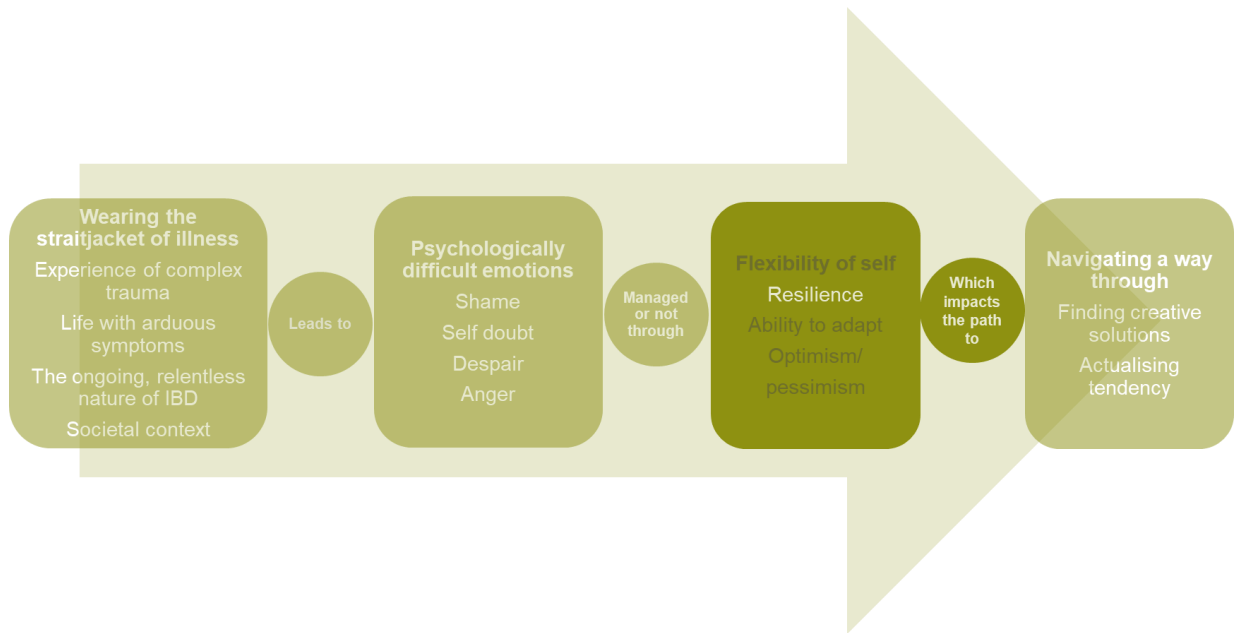 Wearing the
straitjacket of illness
Experience of complex
trauma
Life with arduous
symptoms
The ongoing, relentless
nature of IBD
Societal context
Leads to
Psychologically
difficult emotions
Shame
Self doubt
Despair
Anger
Managed
or not
through
Flexibility of self
Resilience
Ability to adapt
Optimism/
pessimism
Which
impacts
the path
to
Navigating a way
through
Finding creative
solutions
Actualising
tendency